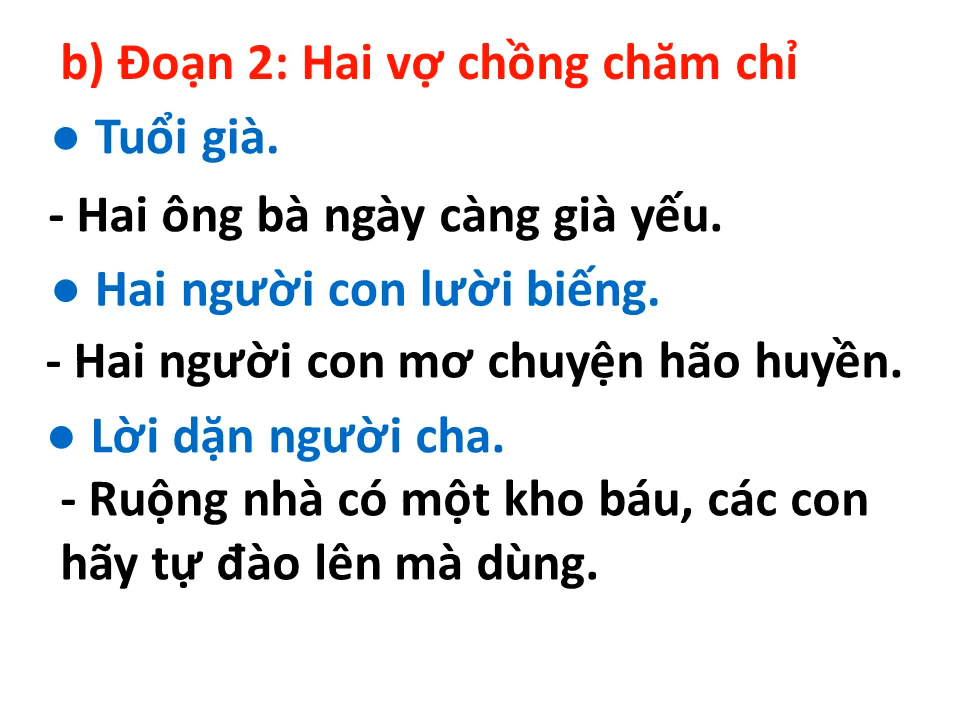 b) Đoạn 2: Hai vợ chồng chăm chỉ
● Tuổi già.
- Hai ông bà ngày càng già yếu.
● Hai người con lười biếng.
- Hai người con mơ chuyện hão huyền.
● Lời dặn người cha.
- Ruộng nhà có một kho báu, các con
hãy tự đào lên mà dùng.